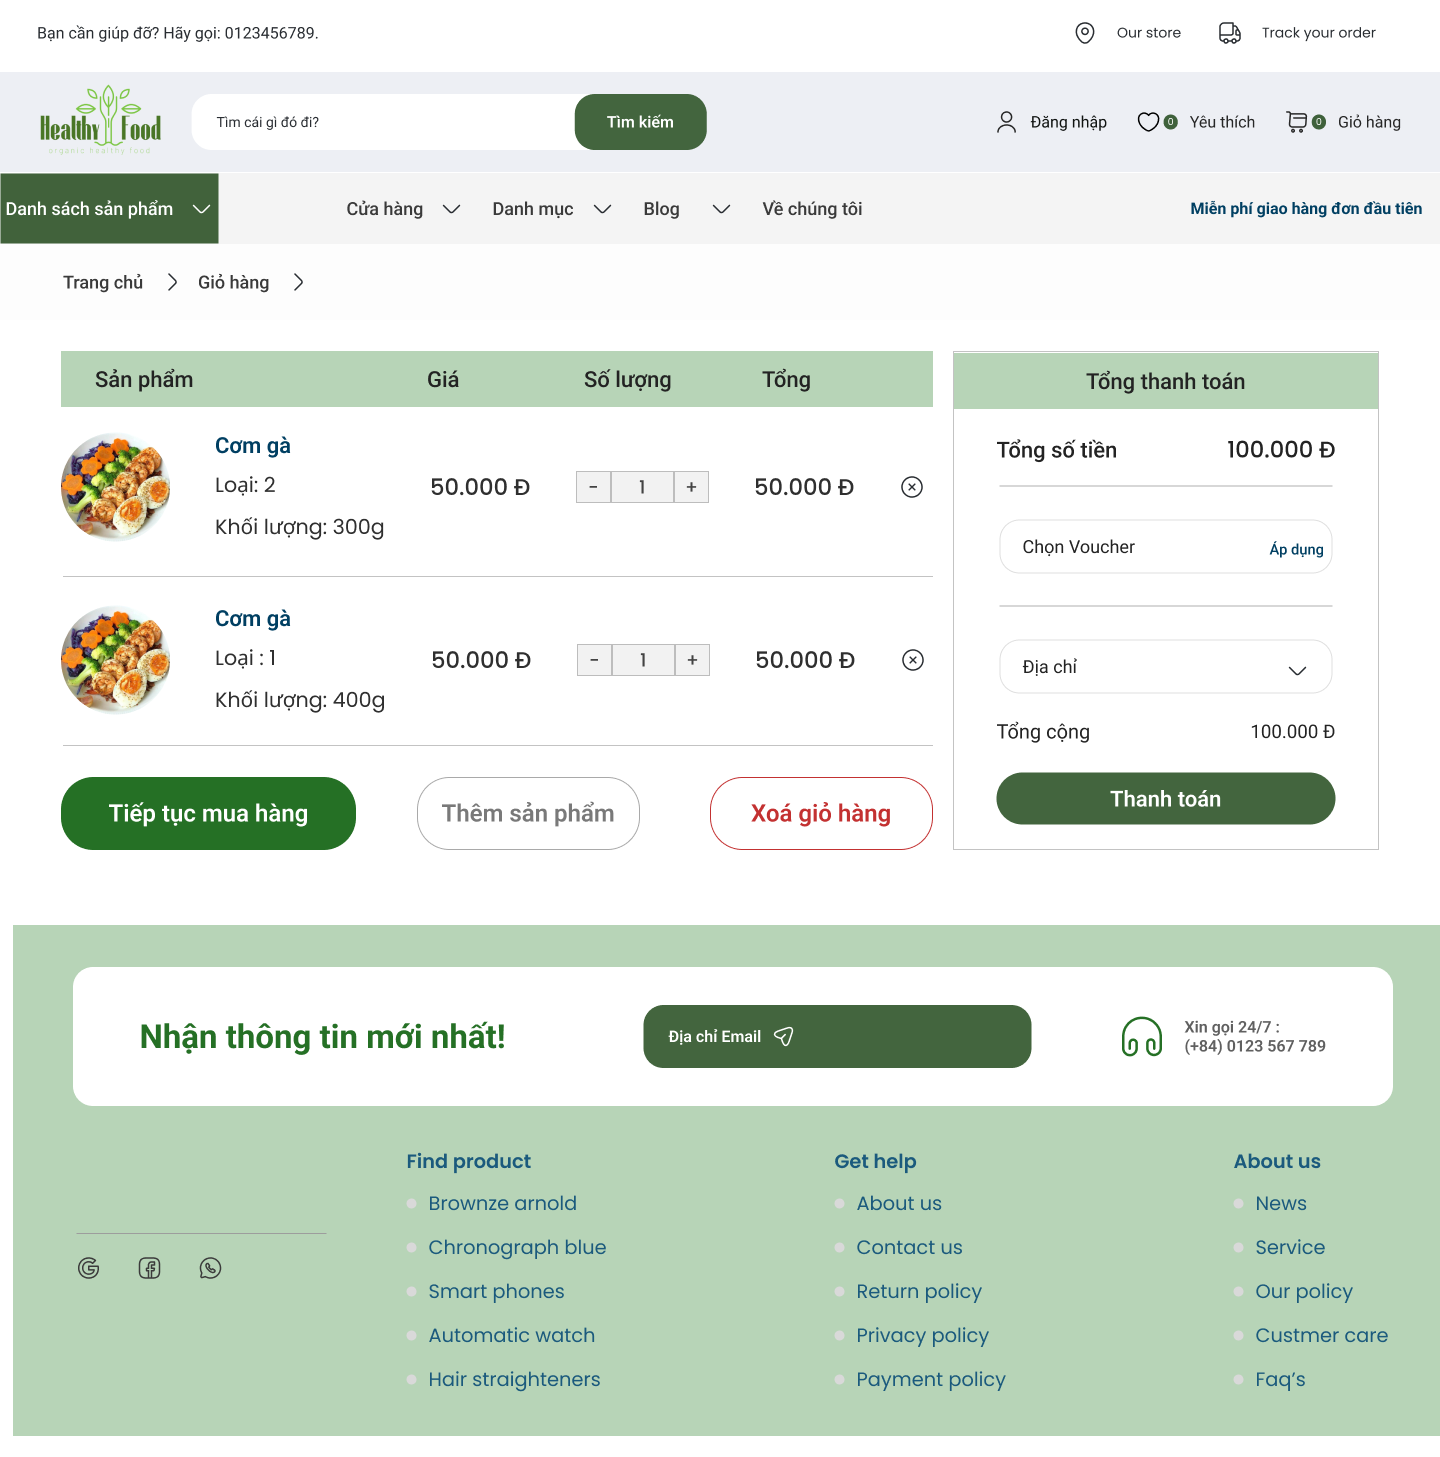 Bạn cần giúp đỡ? Hãy gọi: 0123456789.
Our store
Track your order
Healthy Food
organic healthy food
Tìm cái gì đó đi?
Tìm kiếm
Đăng nhập
0
Yêu thích
0
Giỏ hàng
Danh sách sản phẩm
Cửa hàng
Danh mục
Blog
Về chúng tôi
Miễn phí giao hàng đơn đầu tiên
Trang chủ
Giỏ hàng
Sản phẩm
Giá
Số lượng
Tổng
Cơm gà
Loại: 2
Khối lượng: 300g
50.000 Đ
- 1 +
50.000 Đ
Cơm gà
Loại : 1
Khối lượng: 400g
50.000 Đ
- 1 +
50.000 Đ
Tiếp tục mua hàng
Thêm sản phẩm
Xoá giỏ hàng
Tổng thanh toán
Tổng số tiền
100.000 Đ
Chọn Voucher
Áp dụng
Địa chỉ
Tổng cộng
100.000 Đ
Thanh toán
Nhận thông tin mới nhất!
Địa chỉ Email
Xin gọi 24/7 :
(+84) 0123 567 789
Find product
Brownze arnold
Chronograph blue
Smart phones
Automatic watch
Hair straighteners
Get help
About us
Contact us
Return policy
Privacy policy
Payment policy
About us
News
Service
Our policy
Custmer care
Faq’s